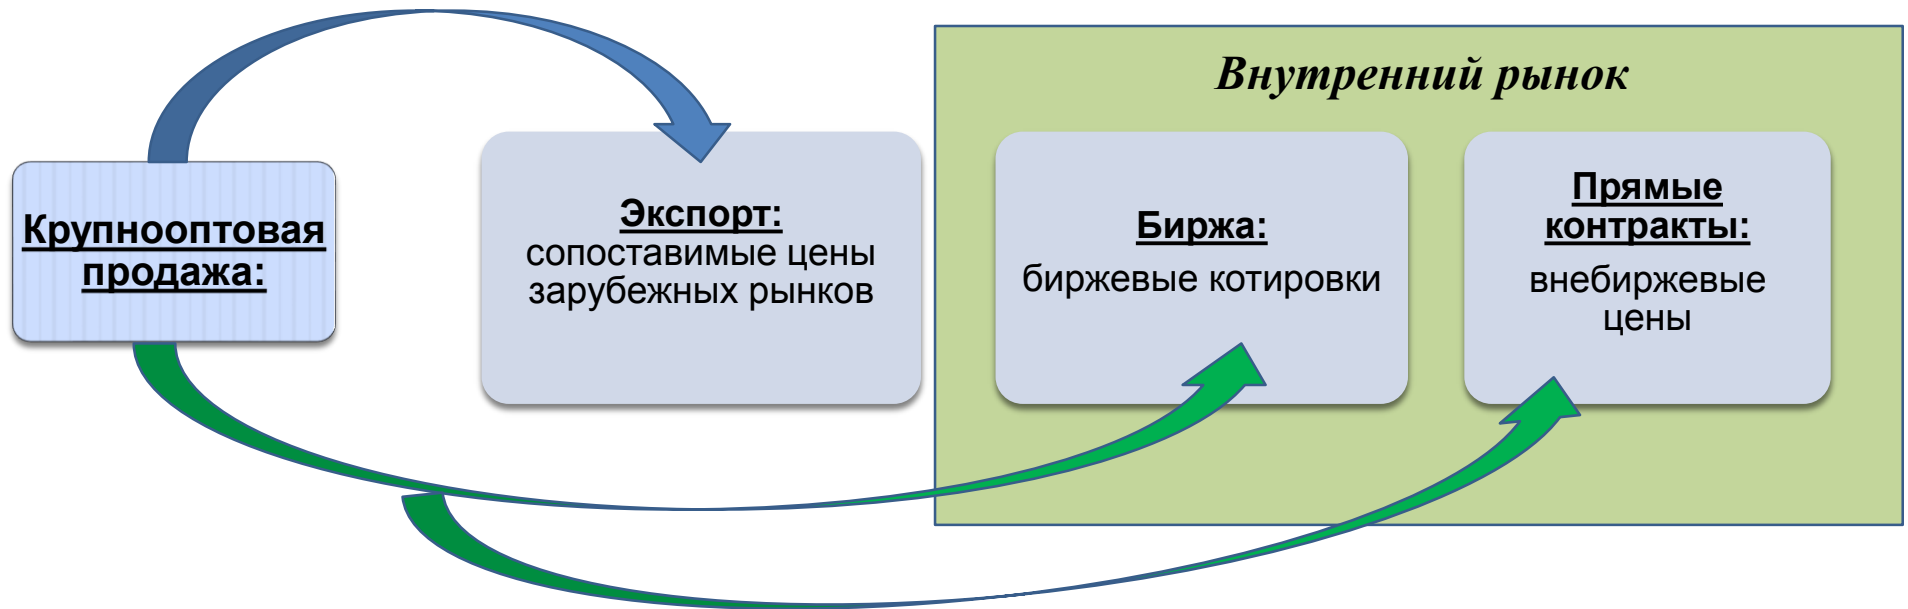 Внутренний рынок
Крупнооптовая
продажа:
Экспорт:
сопоставимые цены
зарубежных рынков
Биржа:
биржевые котировки
Прямые
контракты:
внебиржевые
цены